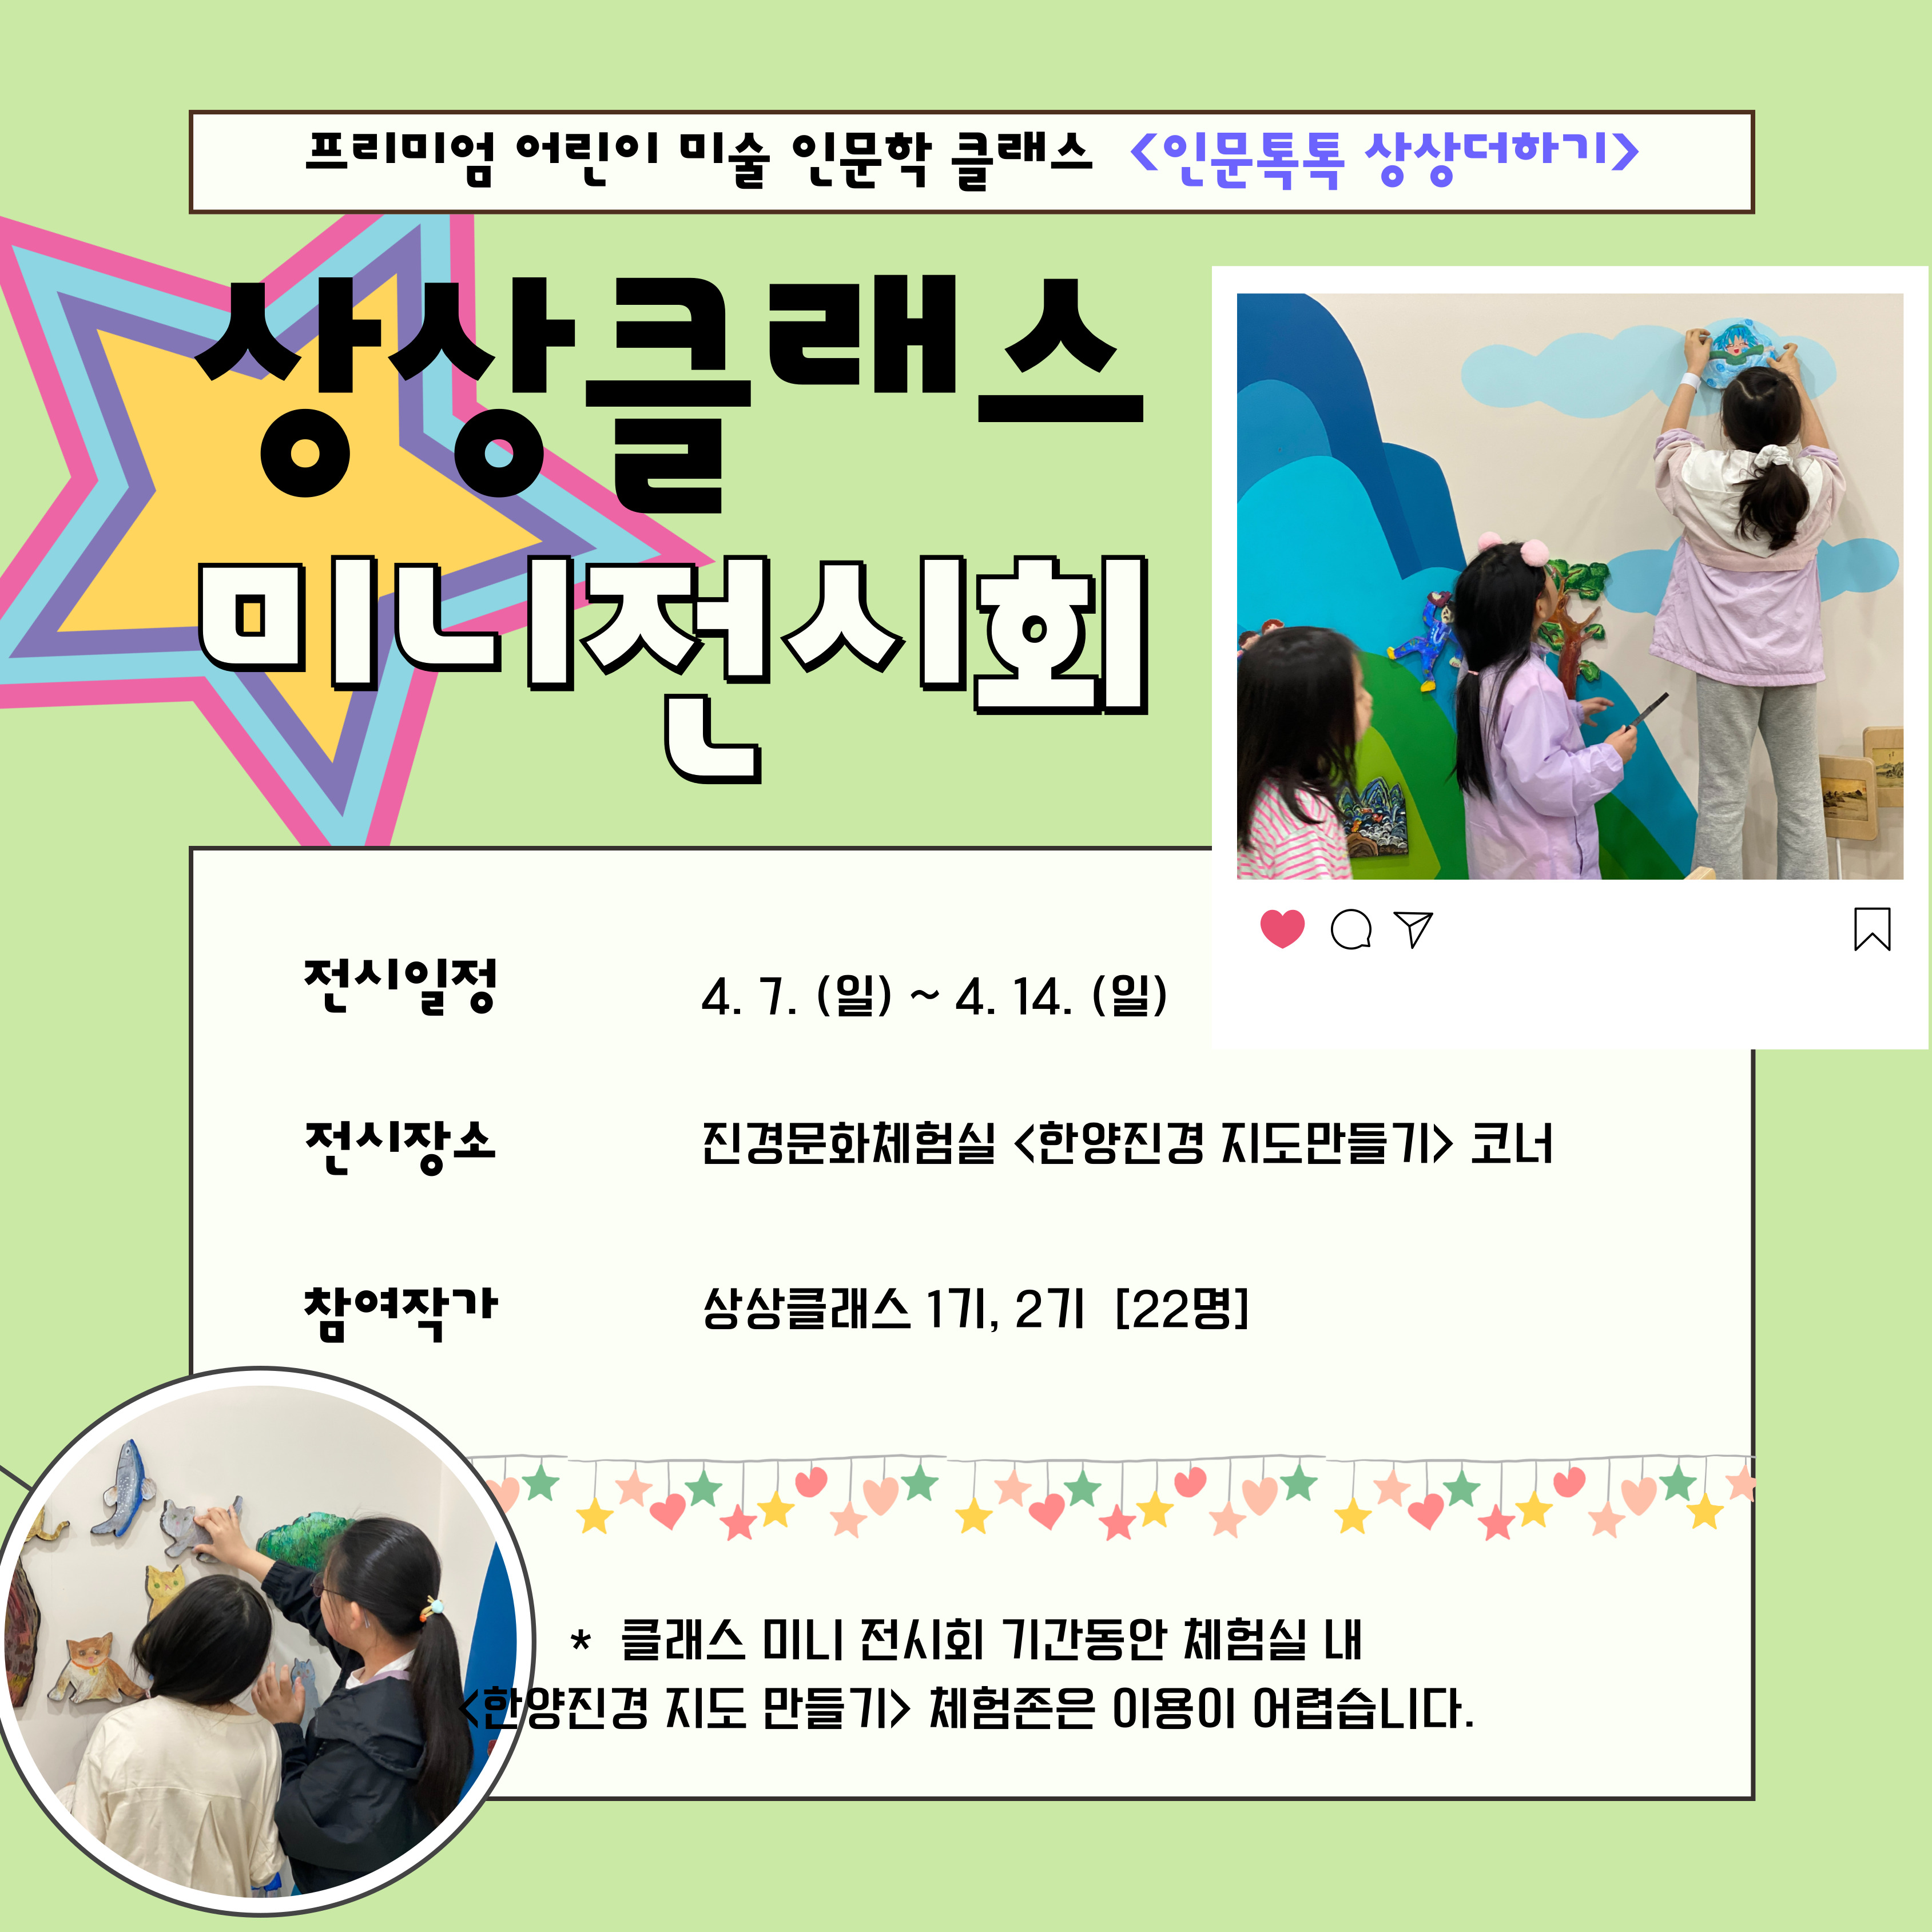 프리미엄 어린이 미술 인문학 클래스 <인문톡톡 상상더하기>
상상클래스
미니전시회
전시일정 4. 7. (일) ~ 4. 14. (일)
전시장소 진경문화체험실 <한양진경 지도만들기> 코너
참여작가 상상클래스 1기, 2기 [22명]
* 클래스 미니 전시회 기간동안 체험실 내
<한양진경 지도 만들기> 체험존은 이용이 어렵습니다.